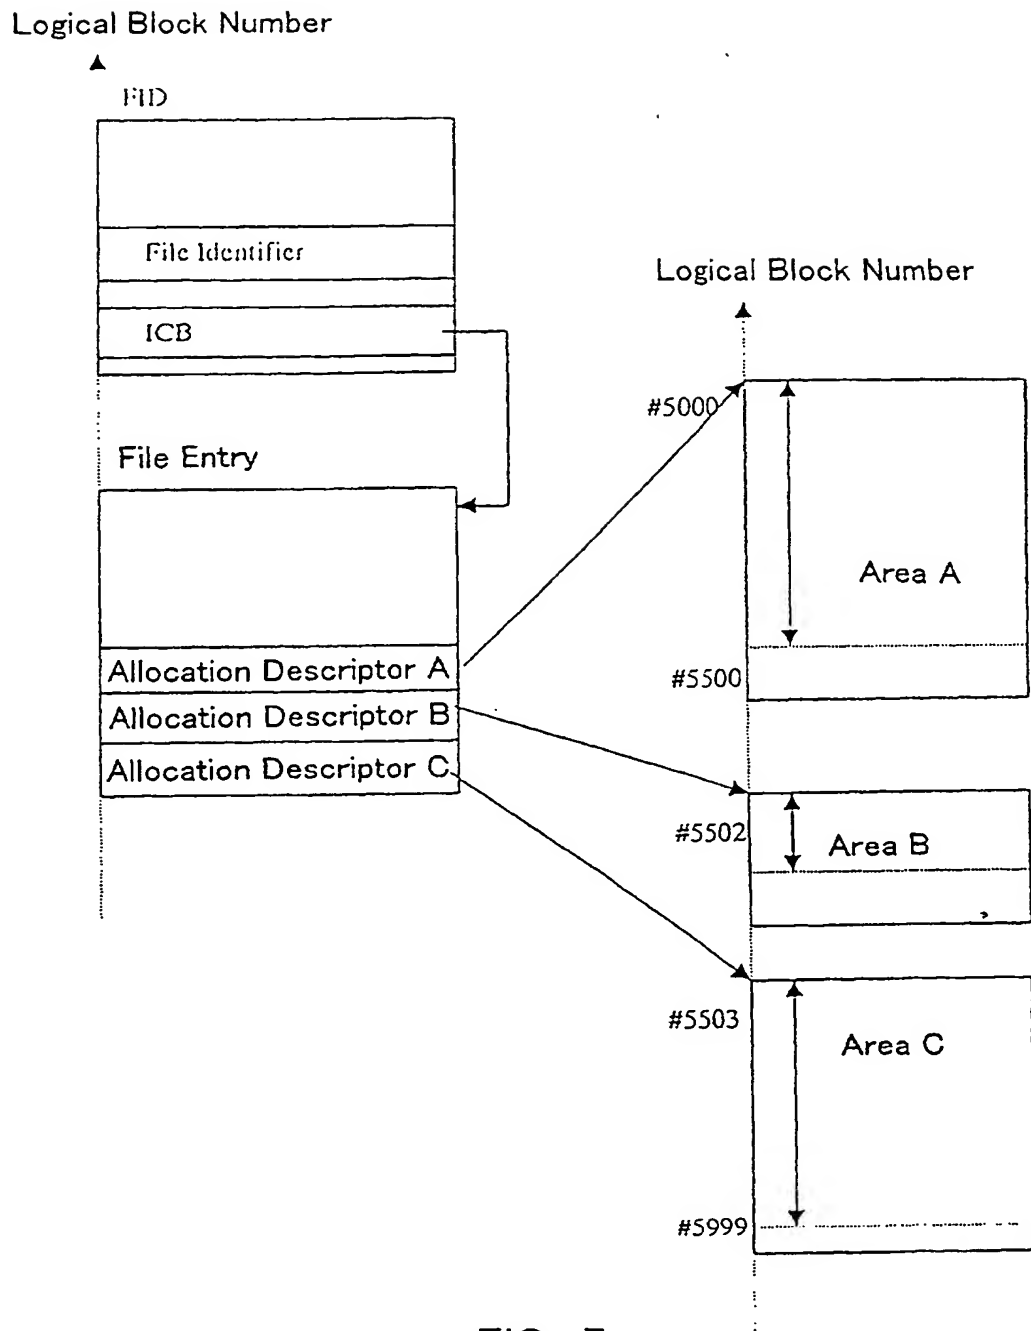 Logical Block Number
FID
File Identifier
ICB
File Entry
Allocation Descriptor A
Allocation Descriptor B
Allocation Descriptor C
Logical Block Number
#5000
Area A
#5500
#5502
Area B
#5503
Area C
#5999